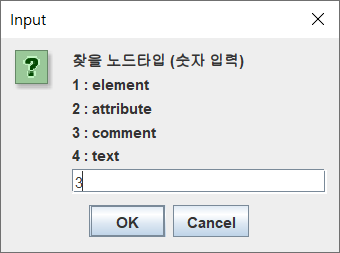 Input
찾을 노드타입 (숫자 입력)
1 : element
2 : attribute
3 : comment
4 : text
3
OK
Cancel